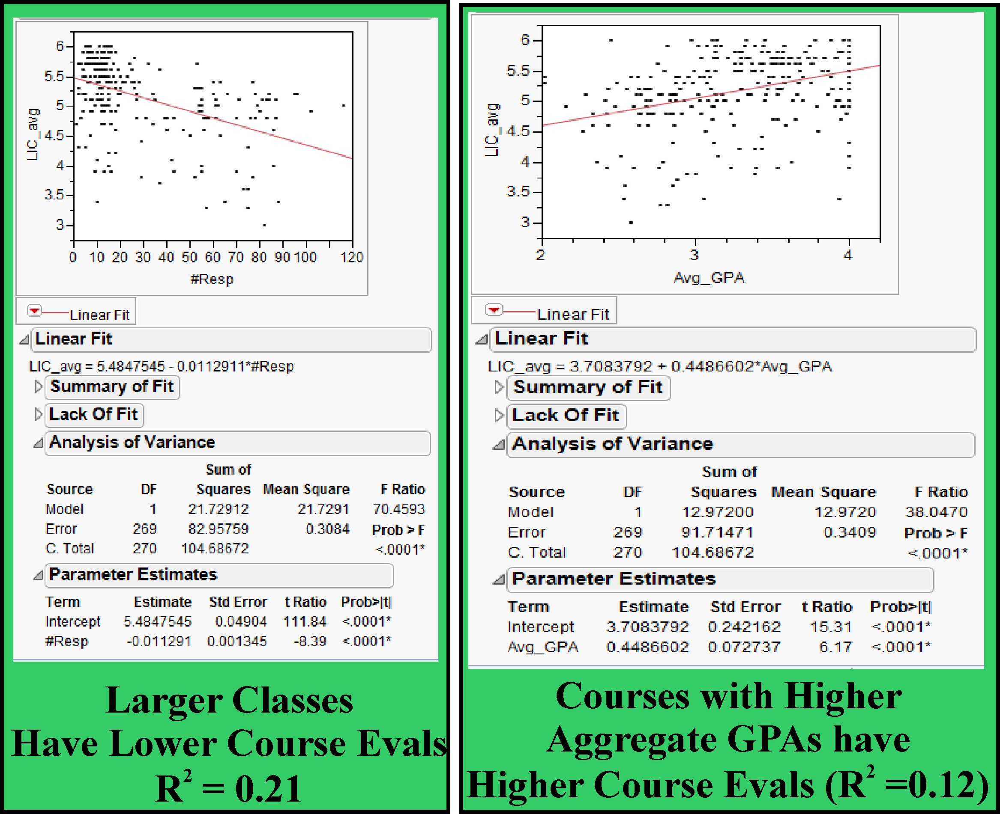 6
5.5
5
4.5
4
3.5
3
LIC_avg
0 10 20 30 40 50 60 70 80 90 100 120
#Resp
Linear Fit
Linear Fit
LIC_avg = 5.4847545 - 0.0112911*#Resp
Summary of Fit
Lack Of Fit
Analysis of Variance
Sum of
Source DF Squares Mean Square F Ratio
Model 1 21.72912 21.7291 70.4593
Error 269 82.95759 0.3084 Prob > F
C. Total 270 104.68672 <.0001*
Parameter Estimates
Term Estimate Std Error t Ratio Prob>|t|
Intercept 5.4847545 0.04904 111.84 <.0001*
#Resp -0.011291 0.001345 -8.39 <.0001*
Larger Classes
Have Lower Course Evals
R² = 0.21
6
5.5
5
4.5
4
3.5
3
LIC_avg
2 3 4
Avg_GPA
Linear Fit
Linear Fit
LIC_avg = 3.7083792 + 0.4486602*Avg_GPA
Summary of Fit
Lack Of Fit
Analysis of Variance
Sum of
Source DF Squares Mean Square F Ratio
Model 1 12.97200 12.9720 38.0470
Error 269 91.71471 0.3409 Prob > F
C. Total 270 104.68672 <.0001*
Parameter Estimates
Term Estimate Std Error t Ratio Prob>|t|
Intercept 3.7083792 0.242162 15.31 <.0001*
Avg_GPA 0.4486602 0.072737 6.17 <.0001*
Courses with Higher
Aggregate GPAs have
Higher Course Evals (R² =0.12)